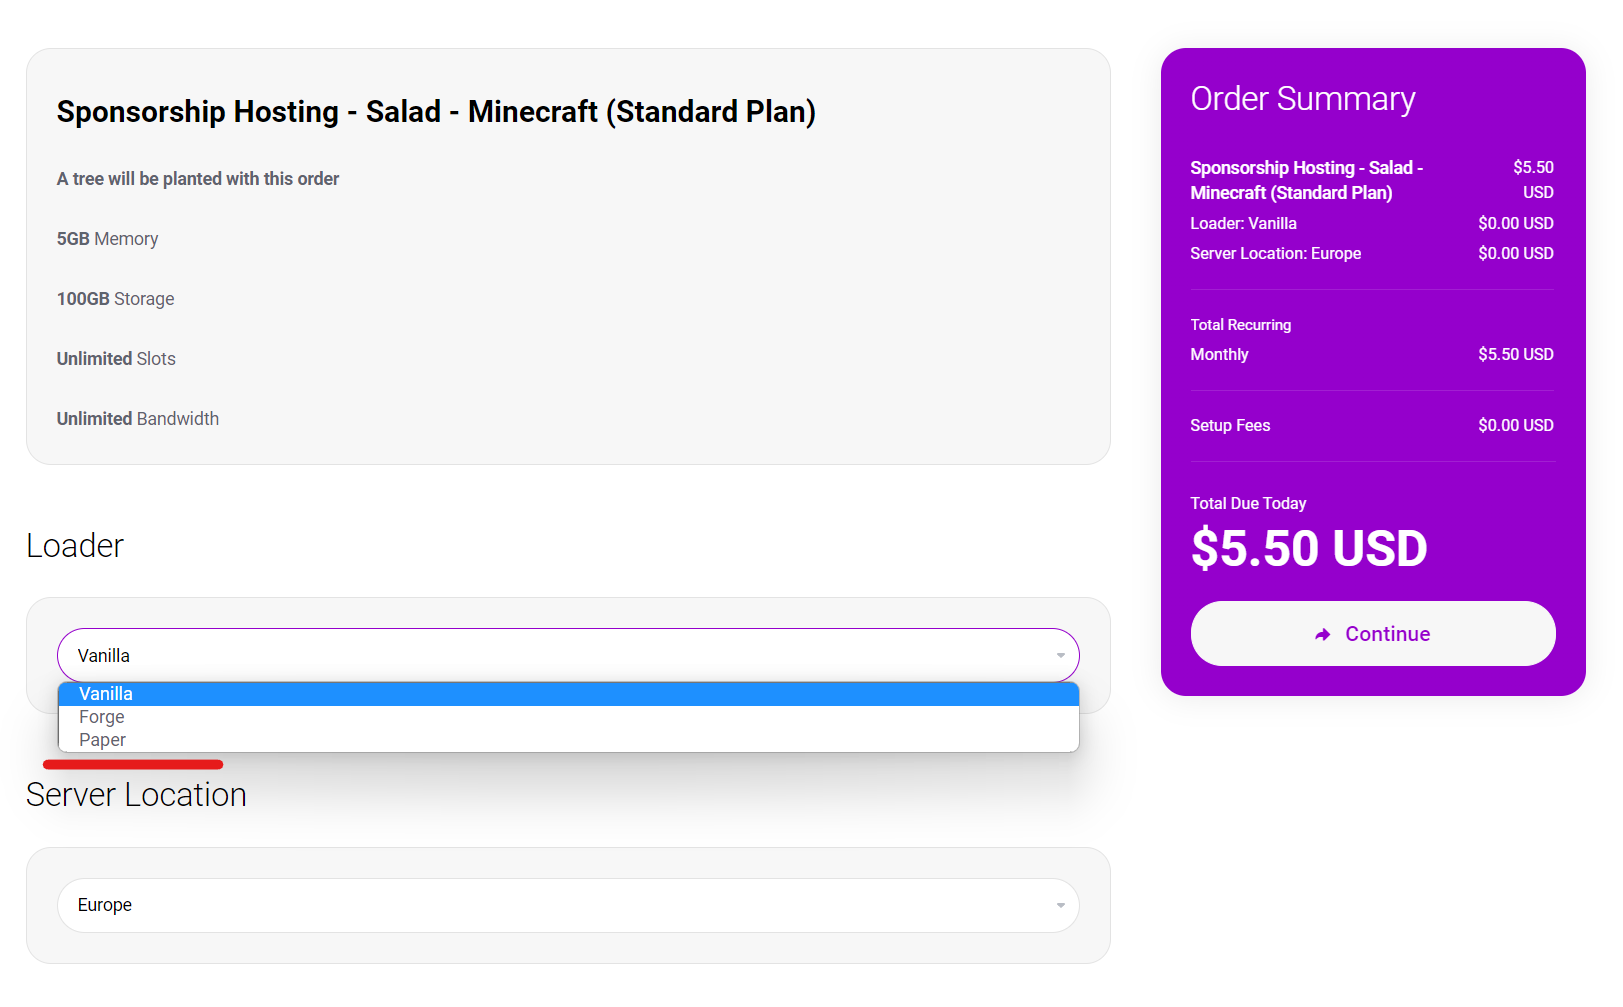 Sponsorship Hosting - Salad - Minecraft (Standard Plan)
A tree will be planted with this order
5GB Memory
100GB Storage
Unlimited Slots
Unlimited Bandwidth
Loader
Vanilla
Vanilla
Forge
Paper
Server Location
Europe
Order Summary
Sponsorship Hosting - Salad - $5.50
Minecraft (Standard Plan) USD
Loader: Vanilla $0.00 USD
Server Location: Europe $0.00 USD
Total Recurring
Monthly $5.50 USD
Setup Fees $0.00 USD
Total Due Today
$5.50 USD
Continue